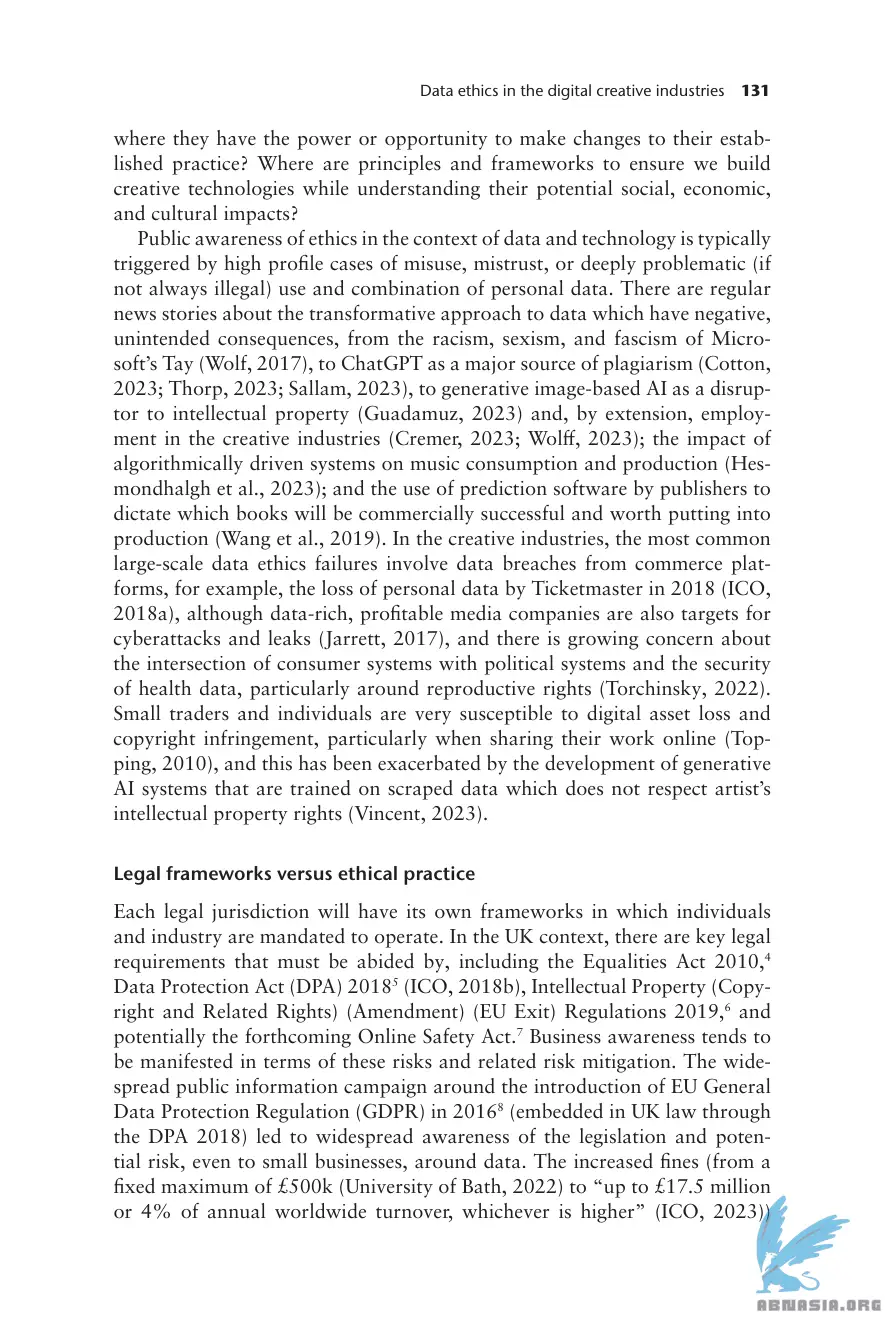 Data ethics in the digital creative industries 131
where they have the power or opportunity to make changes to their estab-
lished practice? Where are principles and frameworks to ensure we build
creative technologies while understanding their potential social, economic,
and cultural impacts?
Public awareness of ethics in the context of data and technology is typically
triggered by high profile cases of misuse, mistrust, or deeply problematic (if
not always illegal) use and combination of personal data. There are regular
news stories about the transformative approach to data which have negative,
unintended consequences, from the racism, sexism, and fascism of Micro-
soft's Tay (Wolf, 2017), to ChatGPT as a major source of plagiarism (Cotton,
2023; Thorp, 2023; Sallam, 2023), to generative image-based AI as a disrup-
tor to intellectual property (Guadamuz, 2023) and, by extension, employ-
ment in the creative industries (Cremer, 2023; Wolff, 2023); the impact of
algorithmically driven systems on music consumption and production (Hes-
mondhalgh et al., 2023); and the use of prediction software by publishers to
dictate which books will be commercially successful and worth putting into
production (Wang et al., 2019). In the creative industries, the most common
large-scale data ethics failures involve data breaches from commerce plat-
forms, for example, the loss of personal data by Ticketmaster in 2018 (ICO,
2018a), although data-rich, profitable media companies are also targets for
cyberattacks and leaks (Jarrett, 2017), and there is growing concern about
the intersection of consumer systems with political systems and the security
of health data, particularly around reproductive rights (Torchinsky, 2022).
Small traders and individuals are very susceptible to digital asset loss and
copyright infringement, particularly when sharing their work online (Top-
ping, 2010), and this has been exacerbated by the development of generative
AI systems that are trained on scraped data which does not respect artist's
intellectual property rights (Vincent, 2023).
Legal frameworks versus ethical practice
Each legal jurisdiction will have its own frameworks in which individuals
and industry are mandated to operate. In the UK context, there are key legal
requirements that must be abided by, including the Equalities Act 2010,⁴
Data Protection Act (DPA) 2018⁵ (ICO, 2018b), Intellectual Property (Copy-
right and Related Rights) (Amendment) (EU Exit) Regulations 2019,⁶ and
potentially the forthcoming Online Safety Act.⁷ Business awareness tends to
be manifested in terms of these risks and related risk mitigation. The wide-
spread public information campaign around the introduction of EU General
Data Protection Regulation (GDPR) in 2016⁸ (embedded in UK law through
the DPA 2018) led to widespread awareness of the legislation and poten-
tial risk, even to small businesses, around data. The increased fines (from a
fixed maximum of £500k (University of Bath, 2022) to "up to £17.5 million
or 4% of annual worldwide turnover, whichever is higher" (ICO, 2023))
ABNASIA.ORG